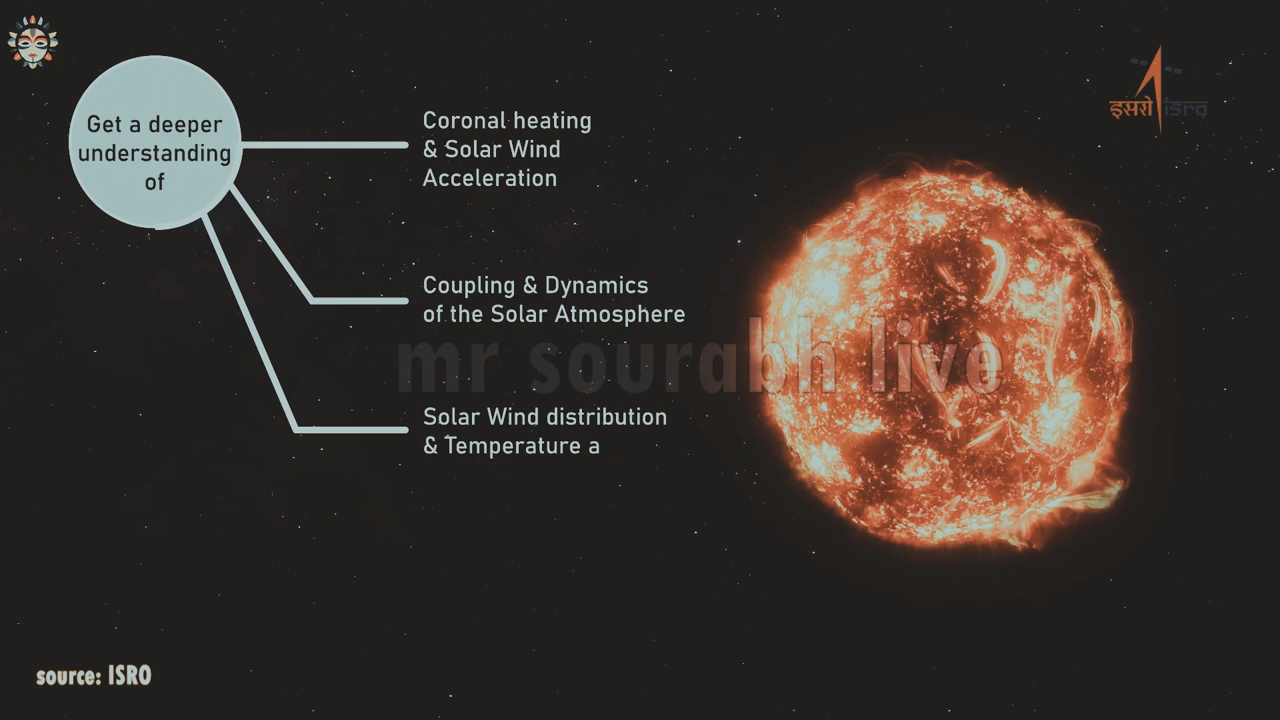 Get a deeper
understanding
of
Coronal heating
& Solar Wind
Acceleration
Coupling & Dynamics
of the Solar Atmosphere
Solar Wind distribution
& Temperature a
इसरो isro
mr sourabh live
source: ISRO